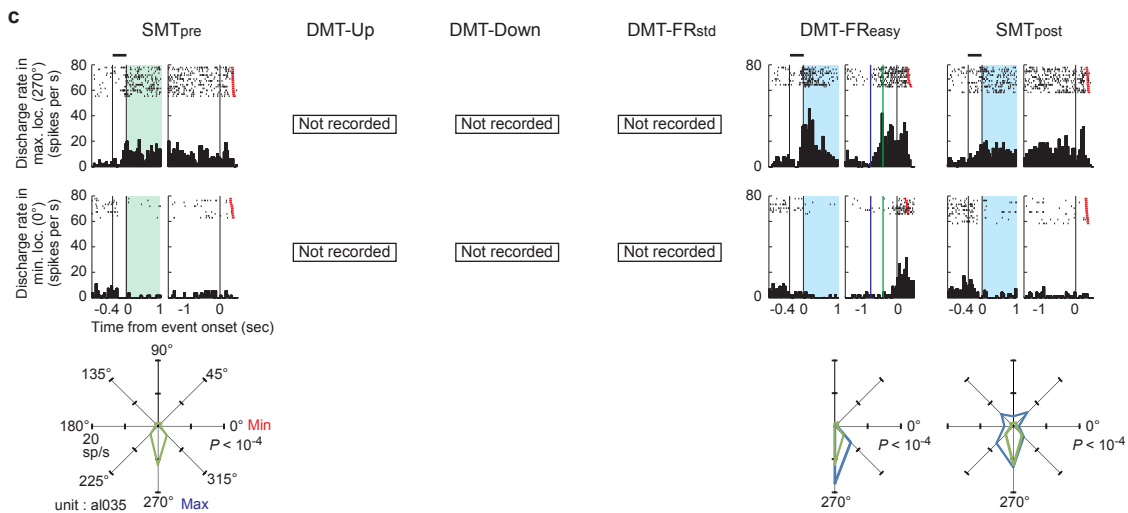 c
SMTpre DMT-Up DMT-Down DMT-FRstd DMT-FReasy SMTpost
Discharge rate in
max. loc. (270°)
(spikes per s)
80
60
40
20
0
Not recorded Not recorded Not recorded
80
0
80
0
Discharge rate in
min. loc. (0°)
(spikes per s)
80
60
40
20
0
Not recorded Not recorded Not recorded
80
0
80
0
-0.4 0 1 -1 0
-0.4 0 1 -1 0
-0.4 0 1 -1 0
Time from event onset (sec)
90°
135° 45°
180° 0° Min
20
sp/s
P < 10-4
225° 315°
270° Max
unit : al035
0°
P < 10-4
270°
0°
P < 10-4
270°